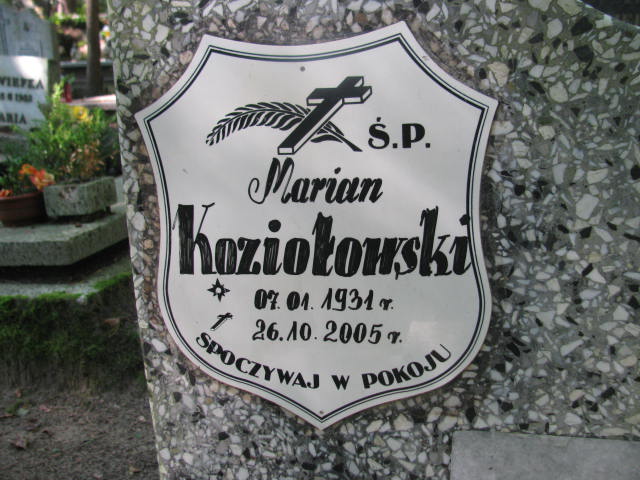 Ś.P.
Marian
Koziołowski
07.01.1931 r.
26.10.2005 r.
SPOCZYWAJ W POKOJU